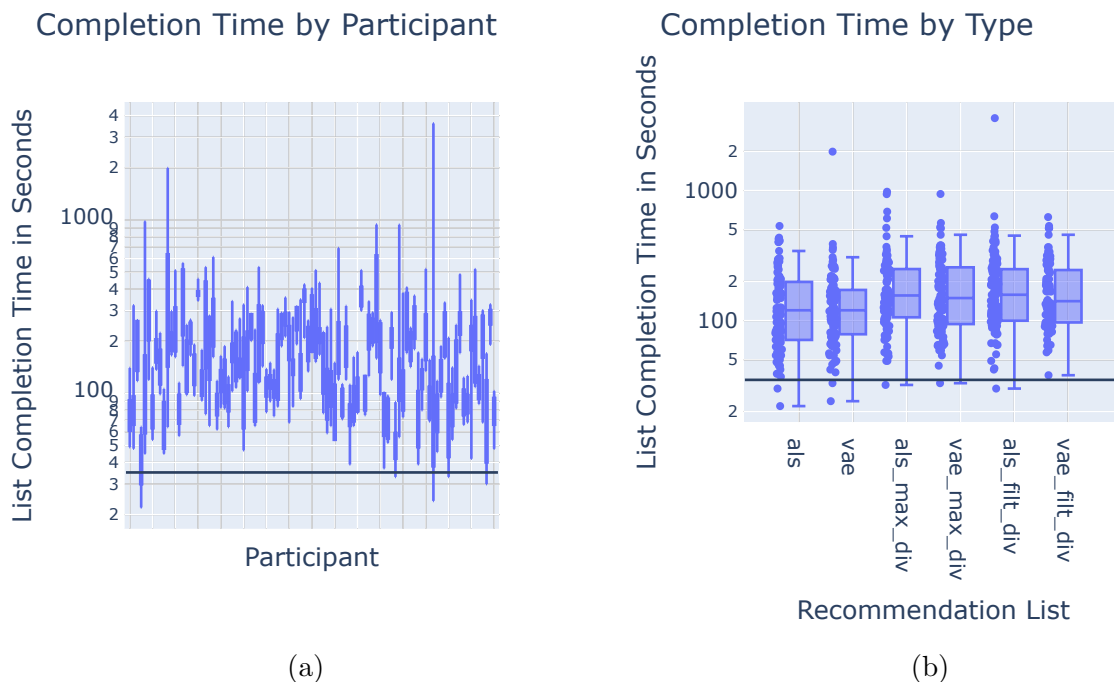 Completion Time by Participant
List Completion Time in Seconds
4
3
2
1000
9
8
7
6
5
4
3
2
100
9
8
7
6
5
4
3
2
Participant
(a)
Completion Time by Type
List Completion Time in Seconds
2
1000
5
2
100
5
2
als
vae
als_max_div
vae_max_div
als_filt_div
vae_filt_div
Recommendation List
(b)